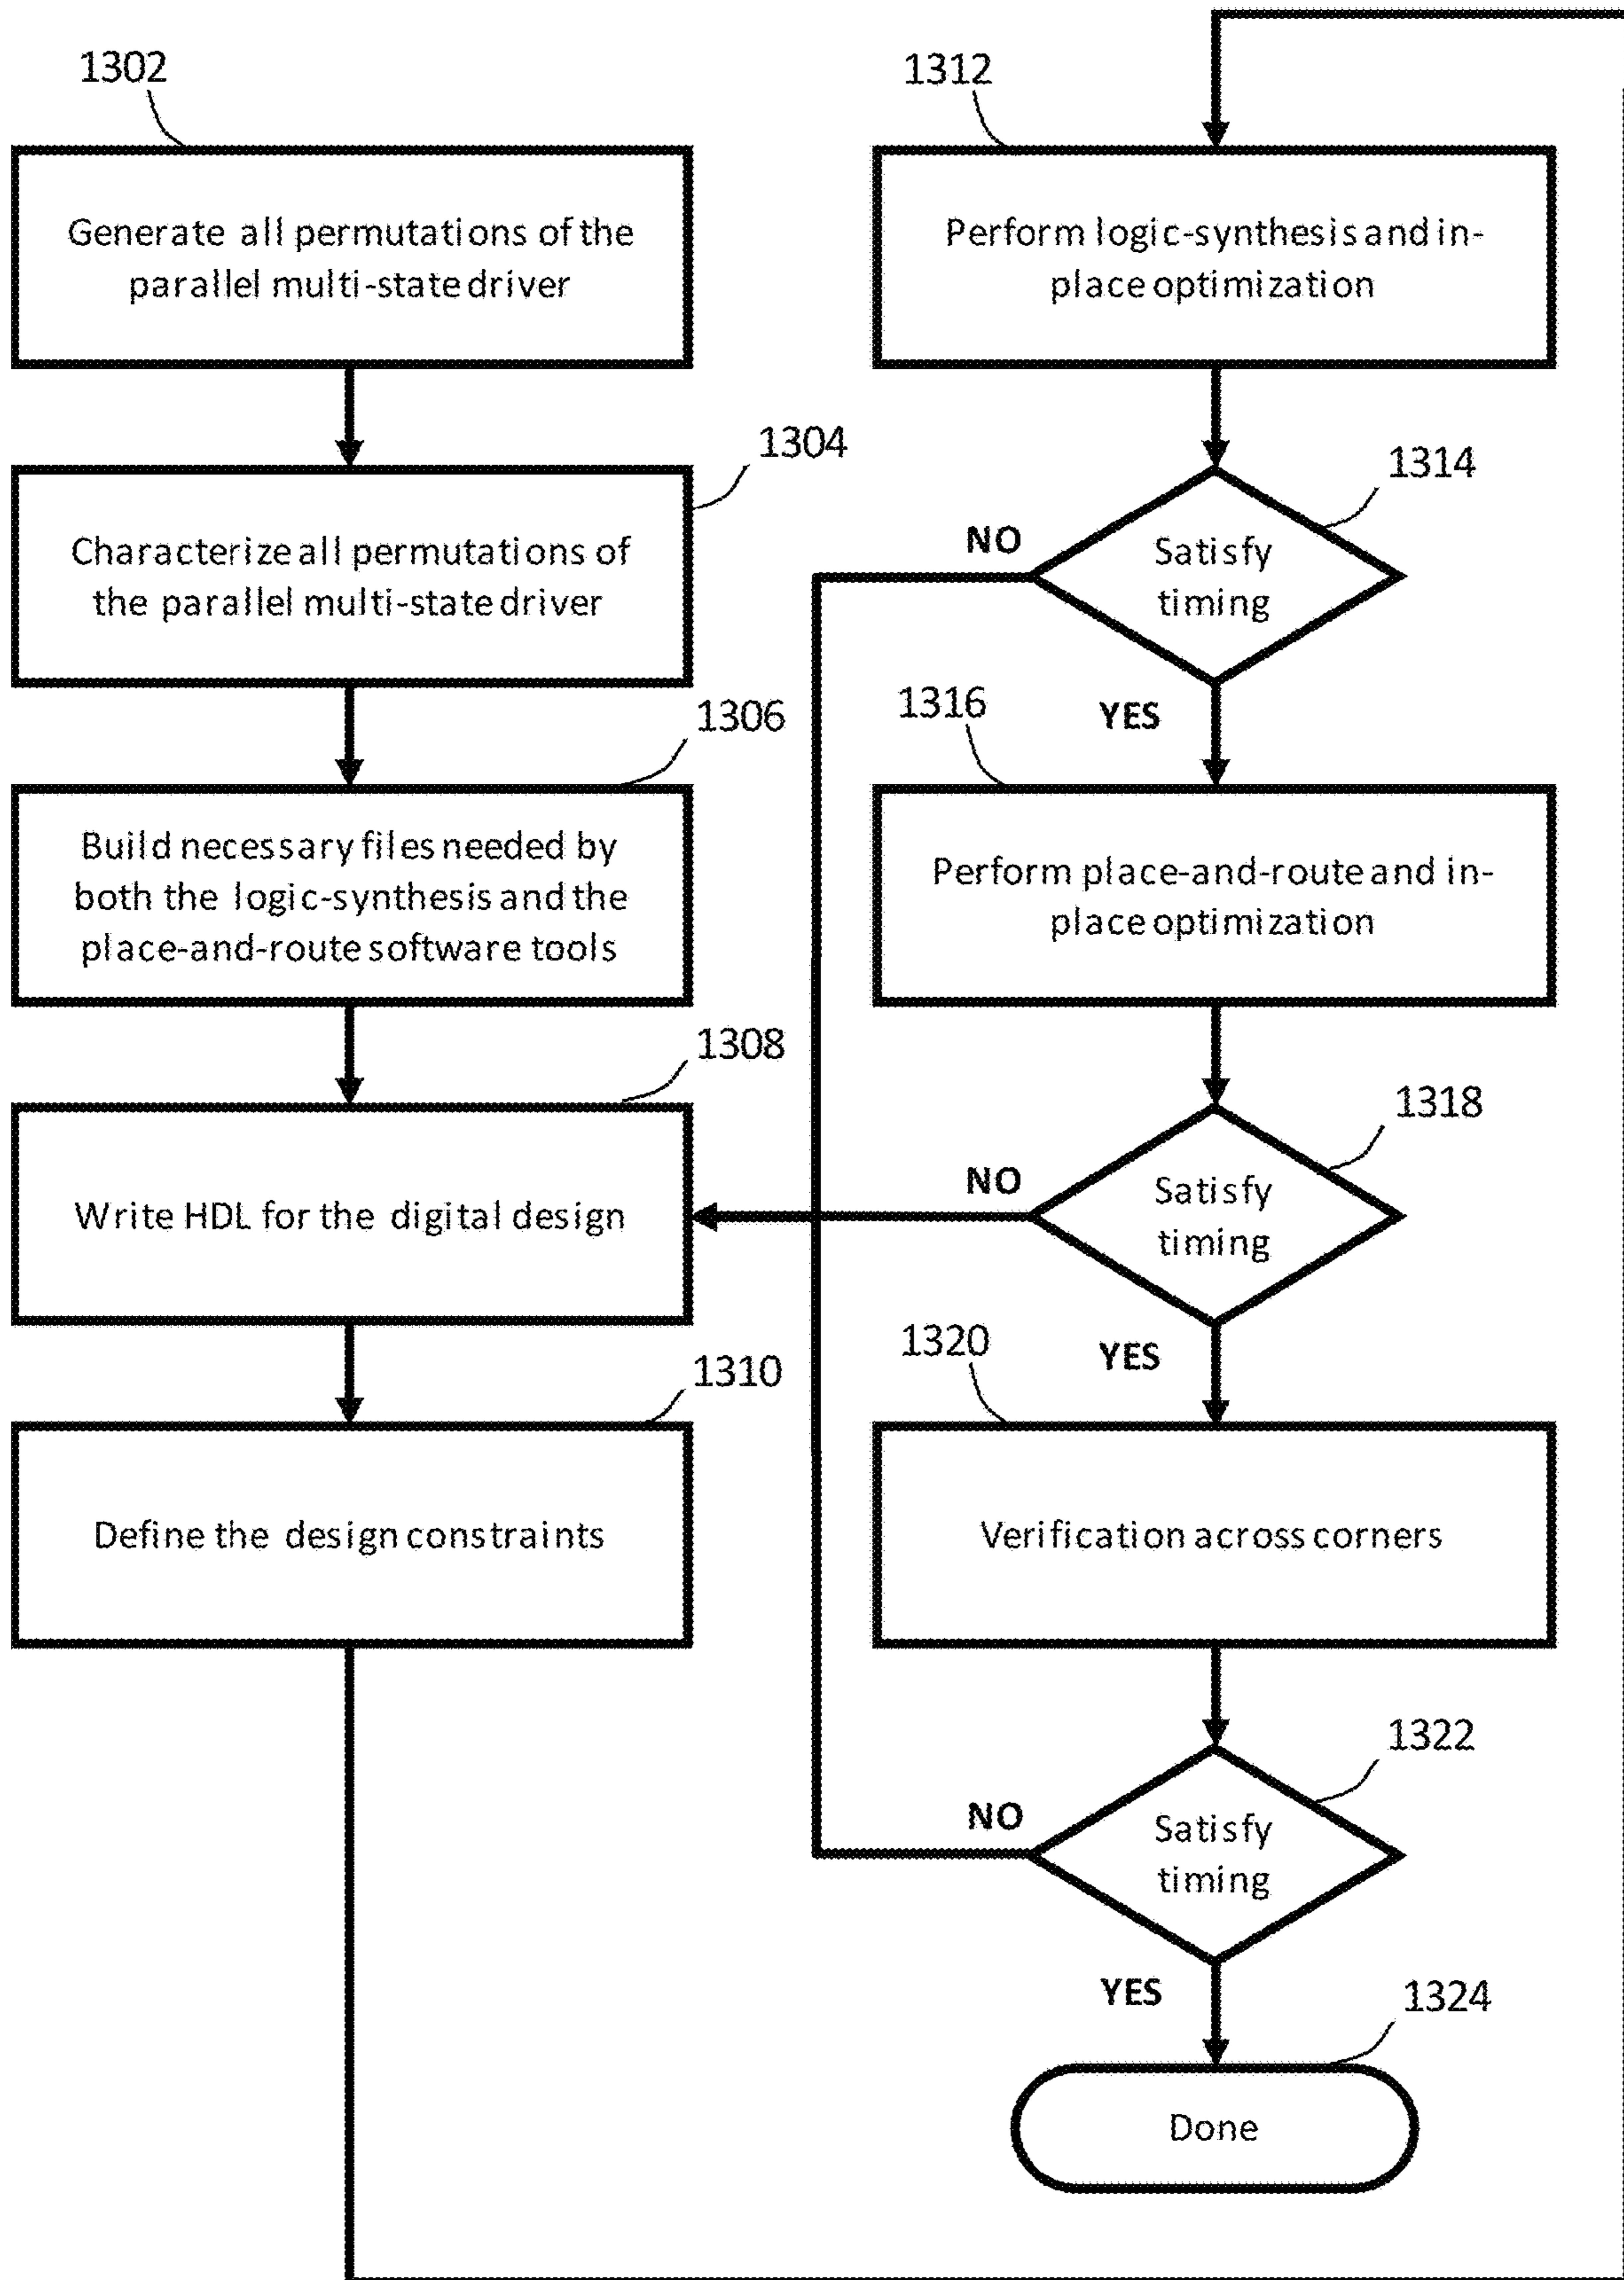 1302
Generate all permutations of the
parallel multi-state driver
1304
Characterize all permutations of
the parallel multi-state driver
1306
Build necessary files needed by
both the logic-synthesis and the
place-and-route software tools
1308
Write HDL for the digital design
1310
Define the design constraints
1312
Perform logic-synthesis and in-
place optimization
1314
NO
Satisfy
timing
YES
1316
Perform place-and-route and in-
place optimization
1318
NO
Satisfy
timing
YES
1320
Verification across corners
1322
NO
Satisfy
timing
YES
1324
Done